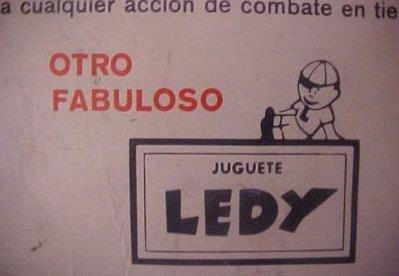 a cualquier acción de combate en tie
OTRO
FABULOSO
JUGUETE
LEDY